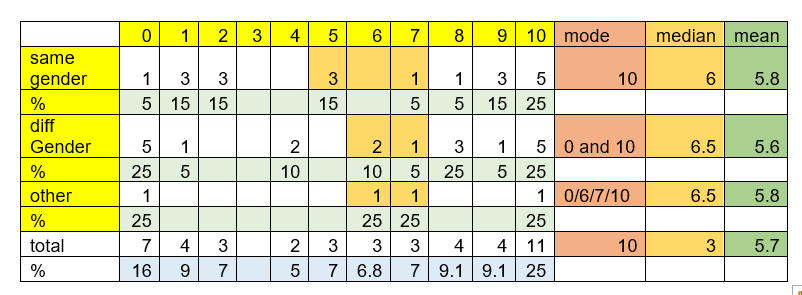 0 1 2 3 4 5 6 7 8 9 10 mode median mean
same
gender 1 3 3 3 1 1 3 5 10 6 5.8
% 5 15 15 15 5 5 15 25
diff
Gender 5 1 2 2 1 3 1 5 0 and 10 6.5 5.6
% 25 5 10 10 5 25 5 25
other 1 1 1 1 0/6/7/10 6.5 5.8
% 25 25 25 25
total 7 4 3 2 3 3 3 4 4 11 10 3 5.7
% 16 9 7 5 7 6.8 7 9.1 9.1 25